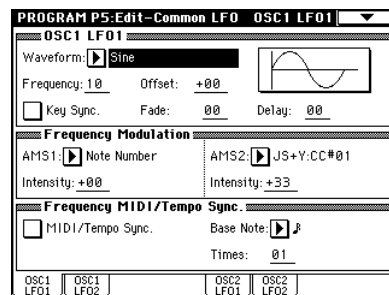 PROGRAM P5:Edit-Common LFO OSC1 LFO1
OSC1 LFO1
Waveform: Sine
Frequency: 10 Offset: +00
Key Sync. Fade: 00 Delay: 00
Frequency Modulation
AMS1: Note Number AMS2: JS+Y:CC#01
Intensity: +00 Intensity: +33
Frequency MIDI/Tempo Sync.
MIDI/Tempo Sync. Base Note: ♪
Times: 01
OSC1 LFO1 OSC1 LFO2 OSC2 LFO1 OSC2 LFO2